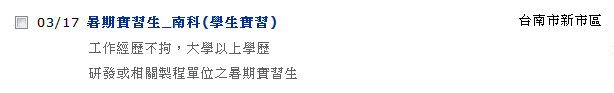 03/17 暑期實習生_南科(學生實習) 台南市新市區
工作經歷不拘，大學以上學歷
研發或相關製程單位之暑期實習生